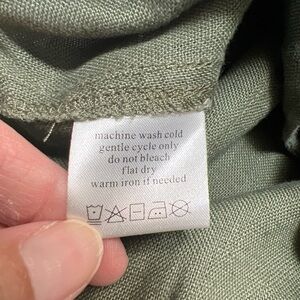 machine wash cold
gentle cycle only
do not bleach
flat dry
warm iron if needed